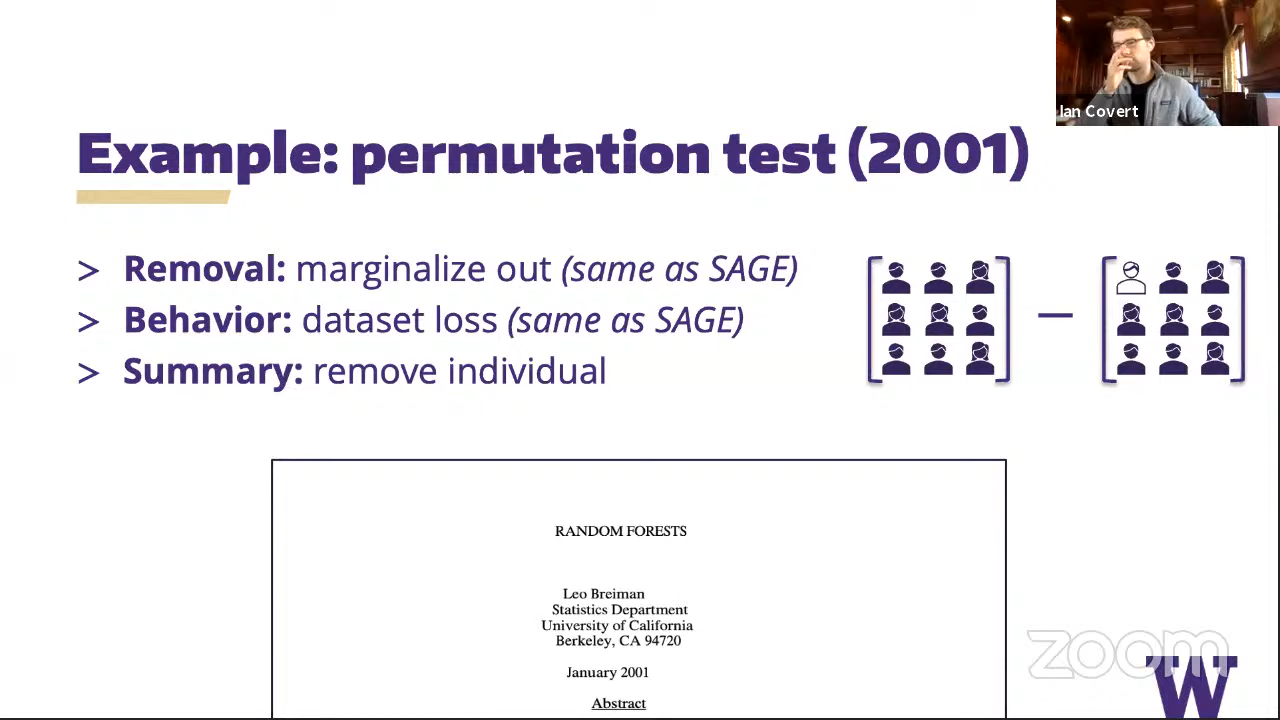 Ian Covert
Example: permutation test (2001)
> Removal: marginalize out (same as SAGE)
> Behavior: dataset loss (same as SAGE)
> Summary: remove individual
RANDOM FORESTS
Leo Breiman
Statistics Department
University of California
Berkeley, CA 94720
January 2001
Abstract
zoom
W